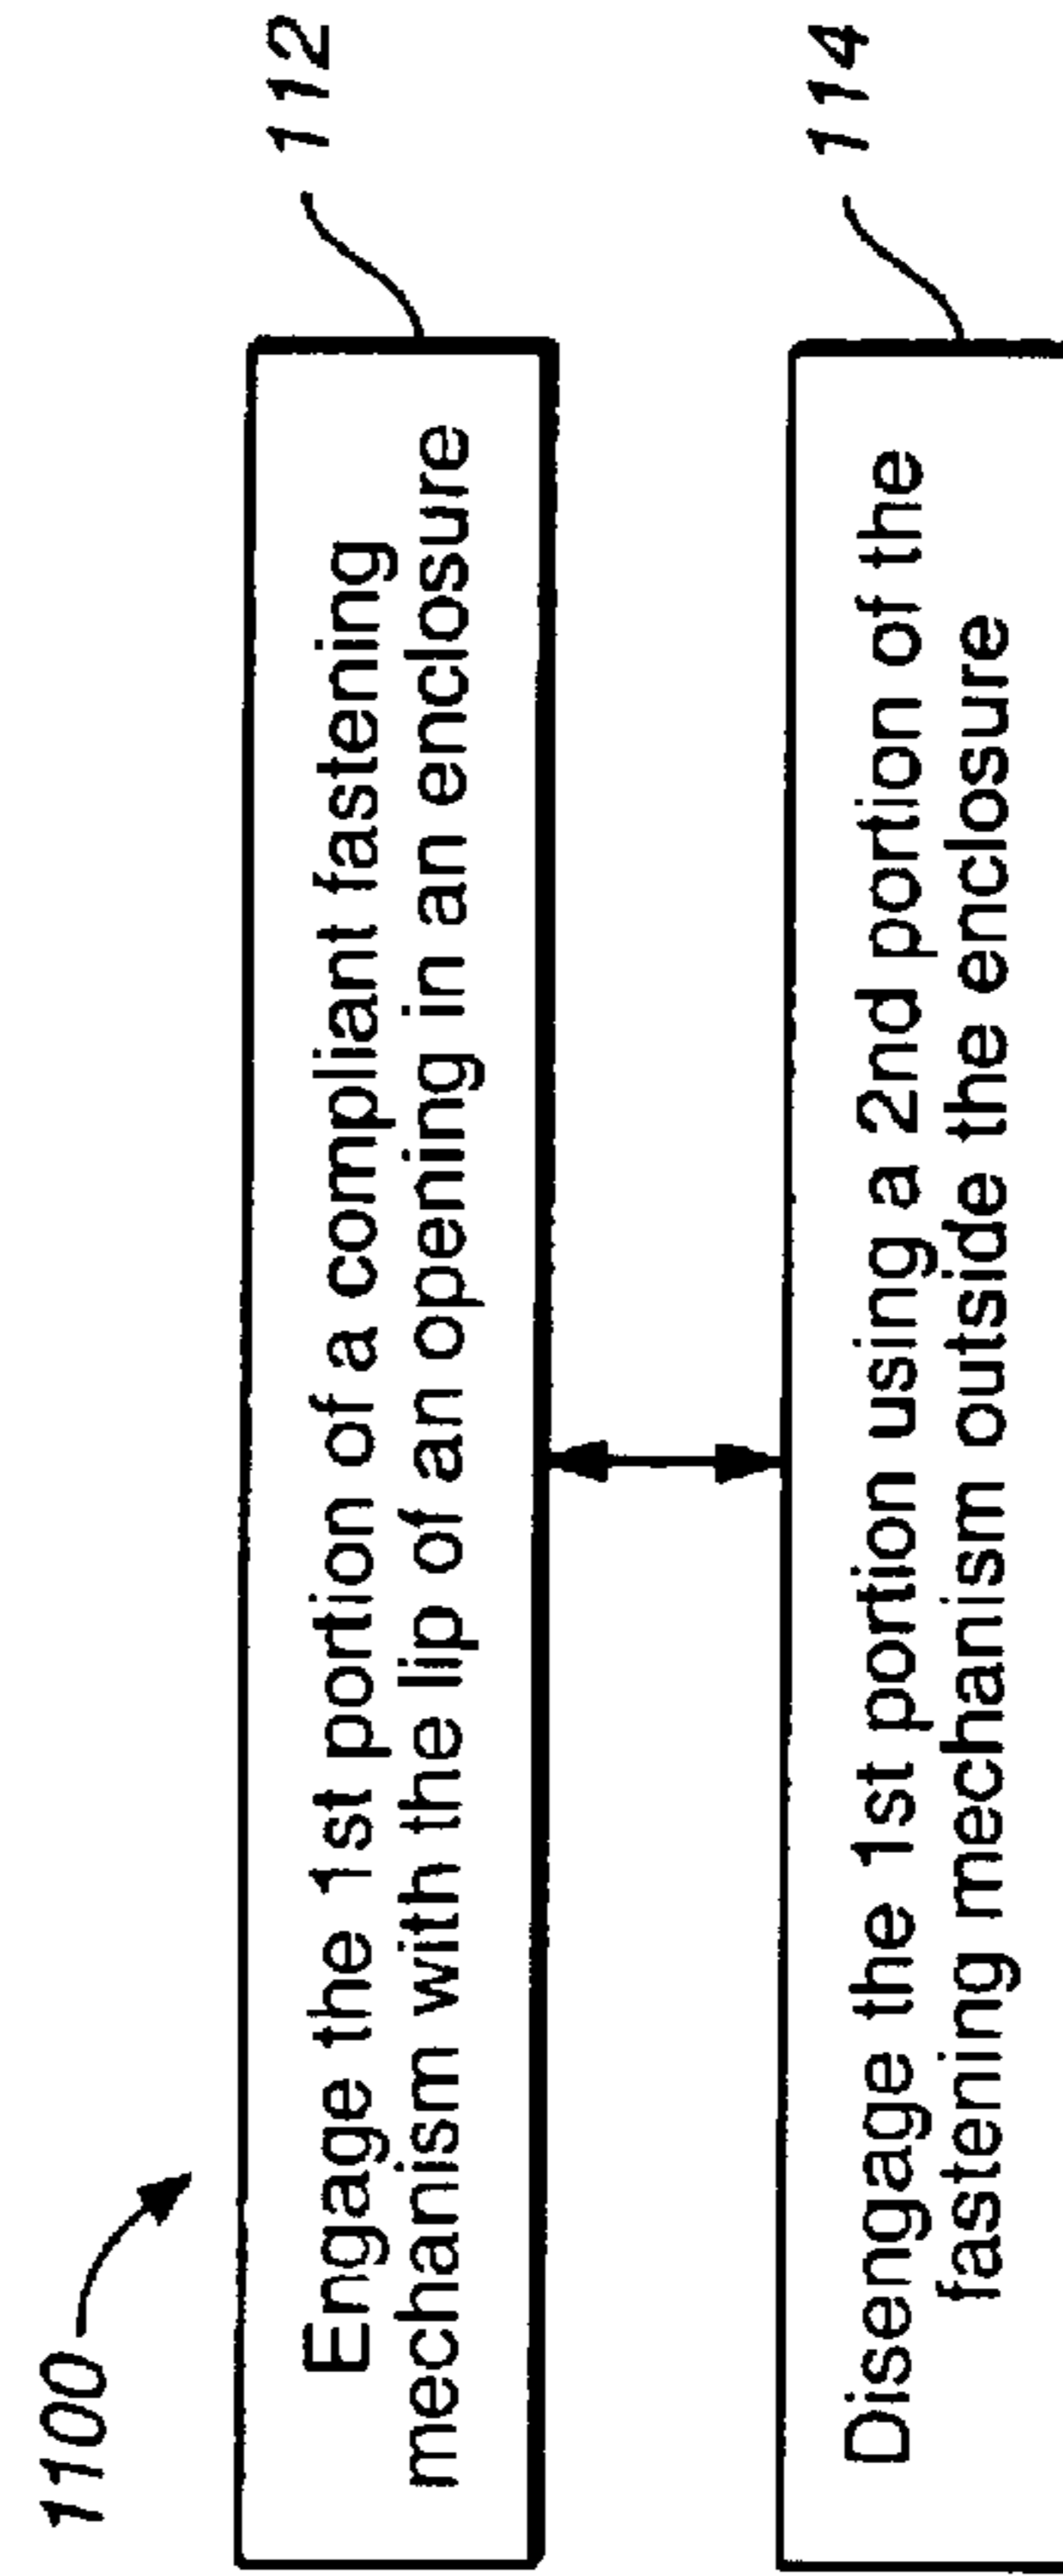 1100
Engage the 1st portion of a compliant fastening
mechanism with the lip of an opening in an enclosure
112
Disengage the 1st portion using a 2nd portion of the
fastening mechanism outside the enclosure
114